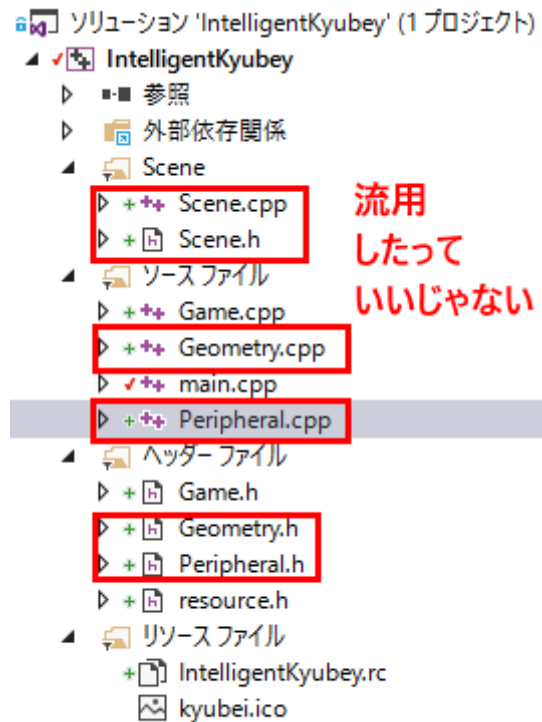 ソリューション 'IntelligentKyubey' (1 プロジェクト)
IntelligentKyubey
参照
外部依存関係
Scene
Scene.cpp
Scene.h
流用
したって
いいじゃない
ソース ファイル
Game.cpp
Geometry.cpp
main.cpp
Peripheral.cpp
ヘッダー ファイル
Game.h
Geometry.h
Peripheral.h
resource.h
リソース ファイル
IntelligentKyubey.rc
kyubei.ico